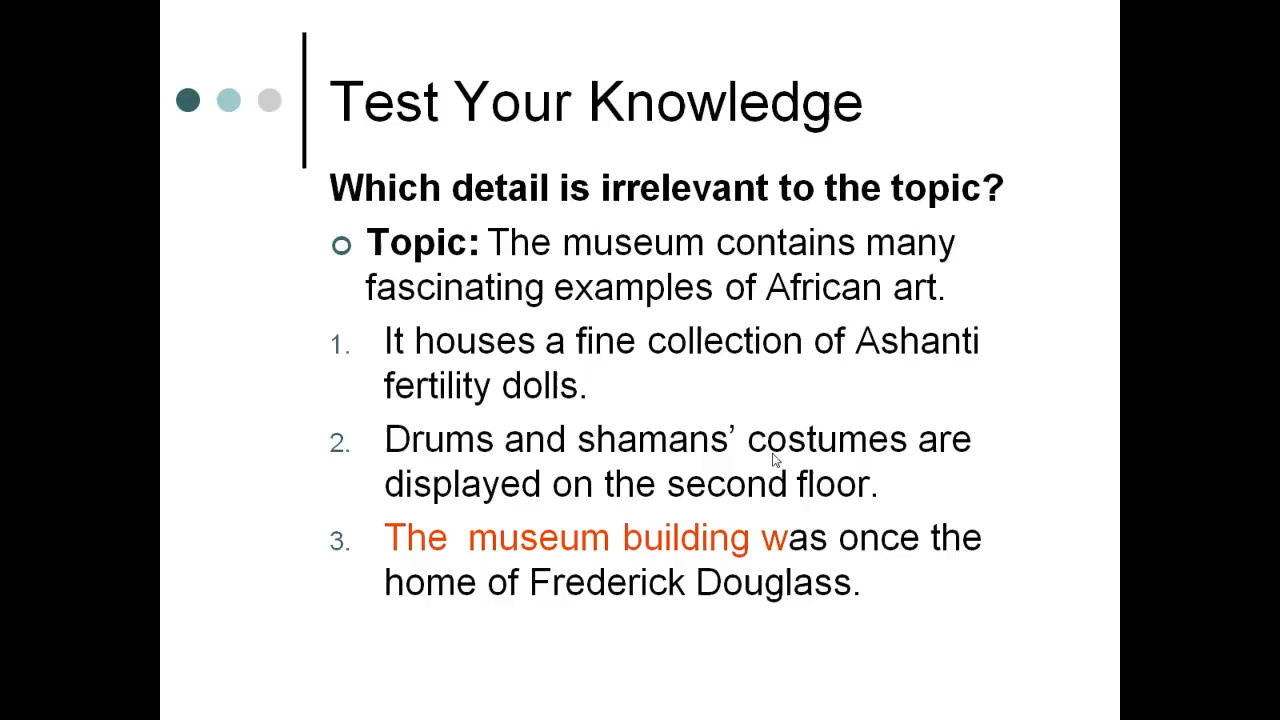 Test Your Knowledge
Which detail is irrelevant to the topic?
Topic: The museum contains many
fascinating examples of African art.
1. It houses a fine collection of Ashanti
fertility dolls.
2. Drums and shamans’ costumes are
displayed on the second floor.
3. The museum building was once the
home of Frederick Douglass.